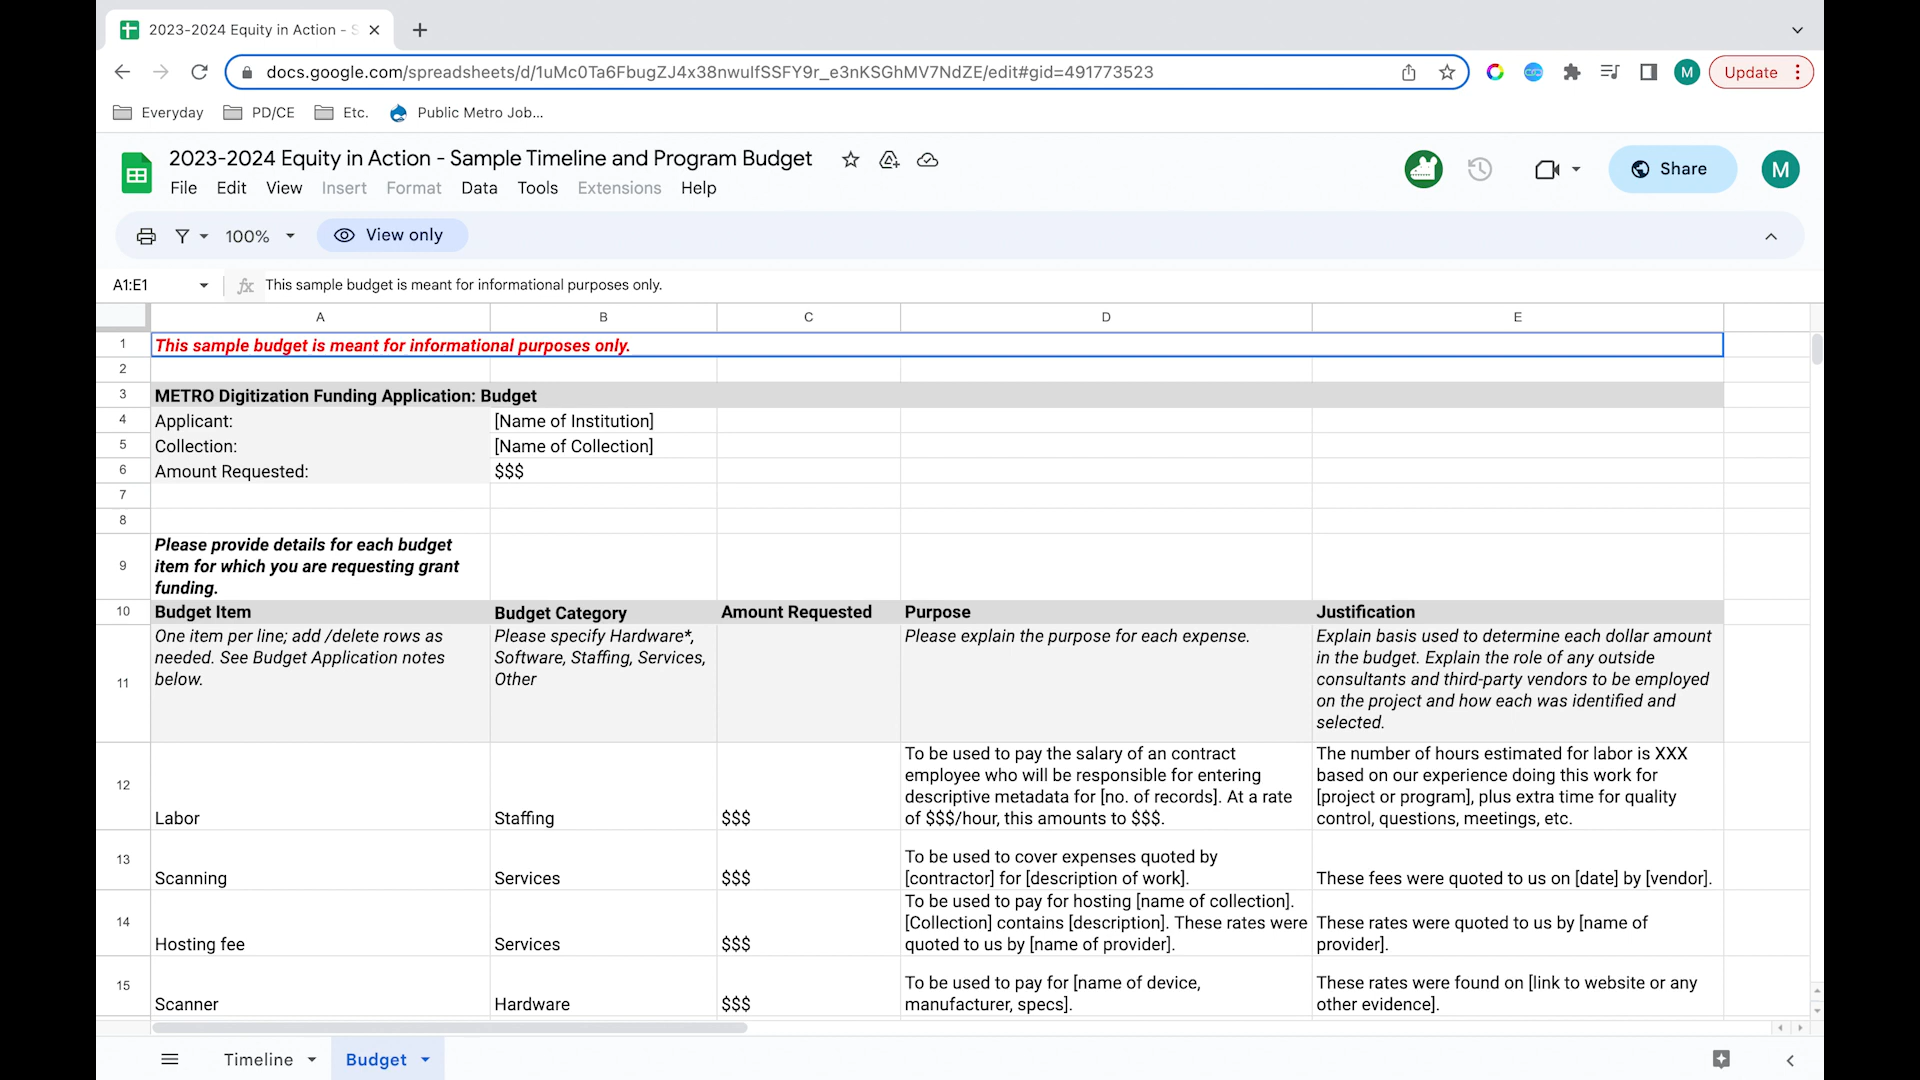 2023-2024 Equity in Action - S
docs.google.com/spreadsheets/d/1uMc0Ta6FbugZJ4x38nwulfSSFY9r_e3nKSGhMV7NdZE/edit#gid=491773523
M
Update
Everyday
PD/CE
Etc.
Public Metro Job...
2023-2024 Equity in Action - Sample Timeline and Program Budget
File Edit View Insert Format Data Tools Extensions Help
Share
M
100%
View only
A1:E1
fx
This sample budget is meant for informational purposes only.
A B C D E
1 This sample budget is meant for informational purposes only.
2
3 METRO Digitization Funding Application: Budget
4 Applicant: [Name of Institution]
5 Collection: [Name of Collection]
6 Amount Requested: $$$
7
8
9
Please provide details for each budget
item for which you are requesting grant
funding.
10 Budget Item Budget Category Amount Requested Purpose Justification
11
One item per line; add /delete rows as
needed. See Budget Application notes
below.
Please specify Hardware*,
Software, Staffing, Services,
Other
Please explain the purpose for each expense.
Explain basis used to determine each dollar amount
in the budget. Explain the role of any outside
consultants and third-party vendors to be employed
on the project and how each was identified and
selected.
12
Labor
Staffing
$$$
To be used to pay the salary of an contract
employee who will be responsible for entering
descriptive metadata for [no. of records]. At a rate
of $$$/hour, this amounts to $$$.
The number of hours estimated for labor is XXX
based on our experience doing this work for
[project or program], plus extra time for quality
control, questions, meetings, etc.
13
Scanning
Services
$$$
To be used to cover expenses quoted by
[contractor] for [description of work].
These fees were quoted to us on [date] by [vendor].
14
Hosting fee
Services
$$$
To be used to pay for hosting [name of collection].
[Collection] contains [description]. These rates were
quoted to us by [name of provider].
These rates were quoted to us by [name of
provider].
15
Scanner
Hardware
$$$
To be used to pay for [name of device,
manufacturer, specs].
These rates were found on [link to website or any
other evidence].
Timeline
Budget